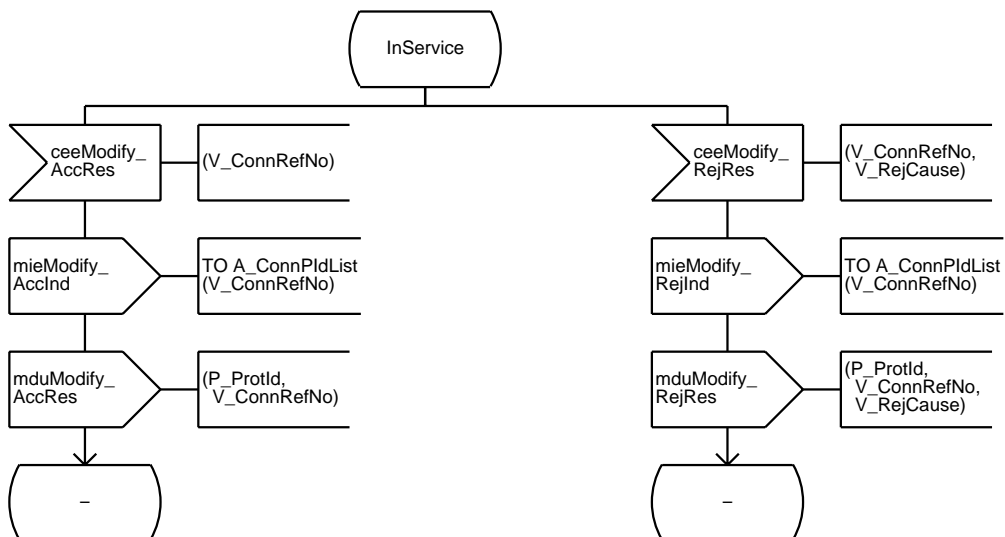 InService
ceeModify_
AccRes
(V_ConnRefNo)
mieModify_
AccInd
TO A_ConnPIdList
(V_ConnRefNo)
mduModify_
AccRes
(P_ProtId,
V_ConnRefNo)
–
ceeModify_
RejRes
(V_ConnRefNo,
V_RejCause)
mieModify_
RejInd
TO A_ConnPIdList
(V_ConnRefNo)
mduModify_
RejRes
(P_ProtId,
V_ConnRefNo,
V_RejCause)
–